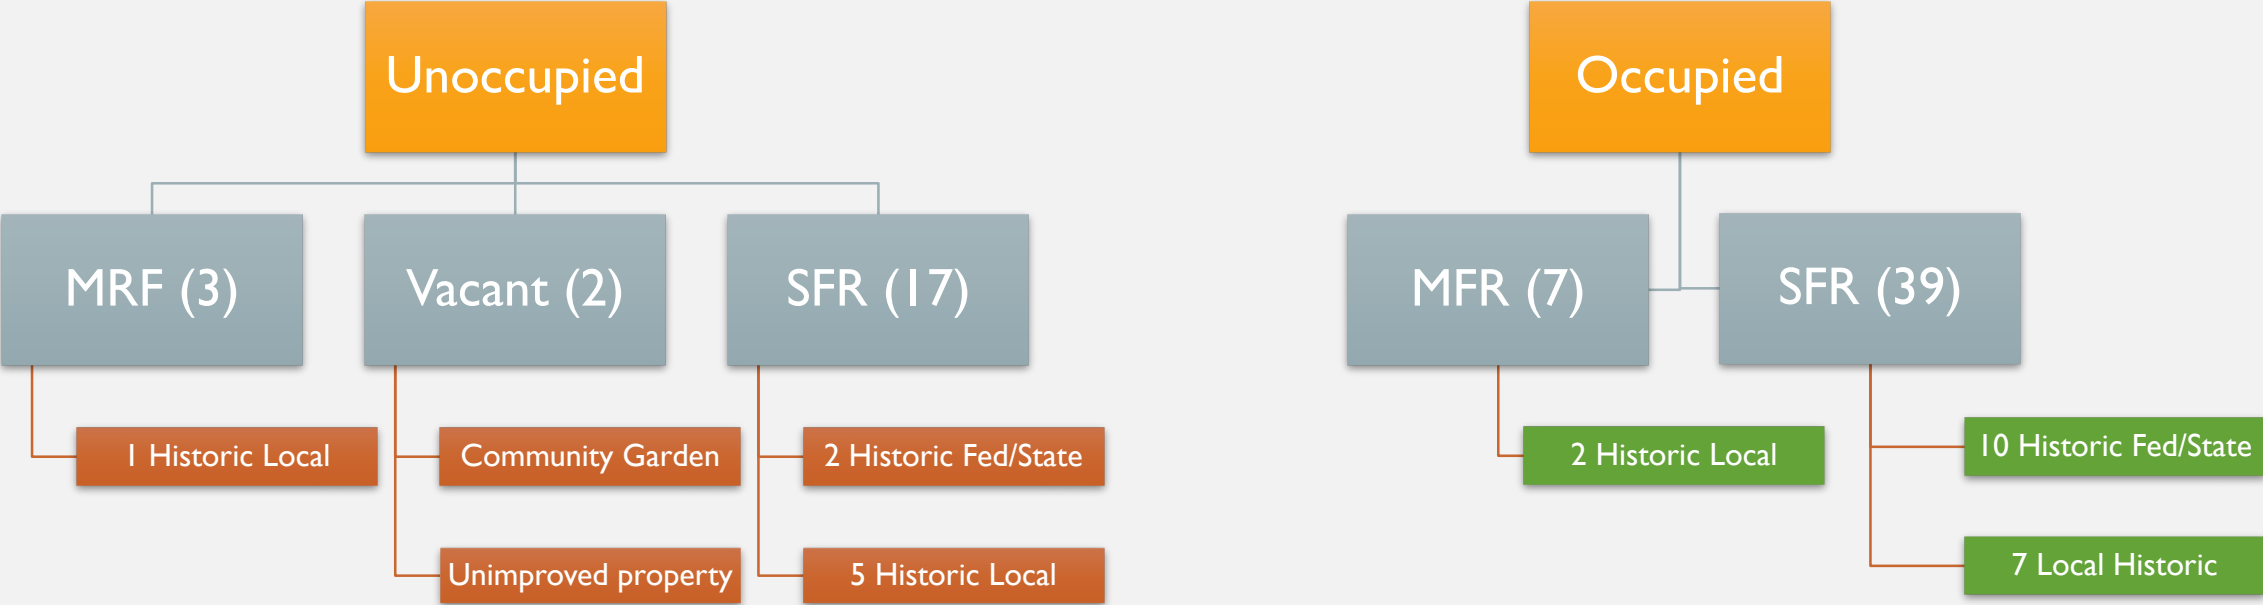 Unoccupied
Occupied
MRF (3)
Vacant (2)
SFR (17)
MFR (7)
SFR (39)
1 Historic Local
Community Garden
2 Historic Fed/State
2 Historic Local
10 Historic Fed/State
Unimproved property
5 Historic Local
7 Local Historic